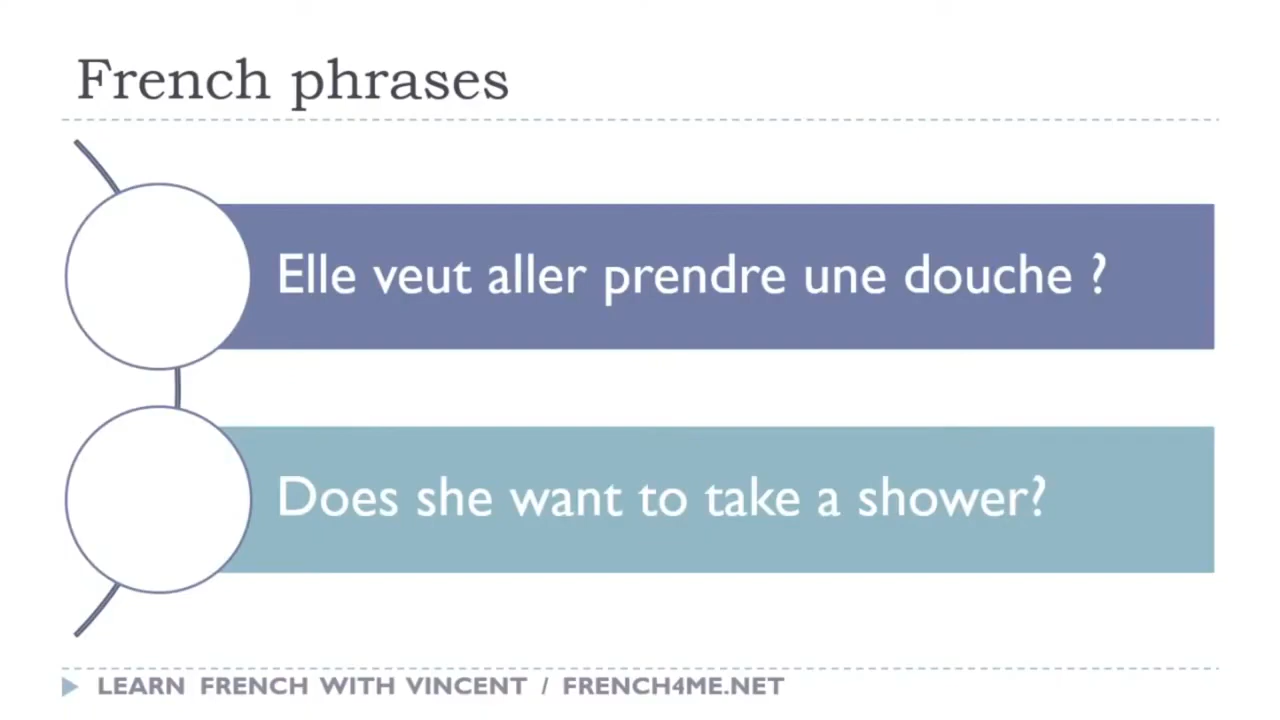 French phrases
Elle veut aller prendre une douche ?
Does she want to take a shower?
LEARN FRENCH WITH VINCENT / FRENCH4ME.NET